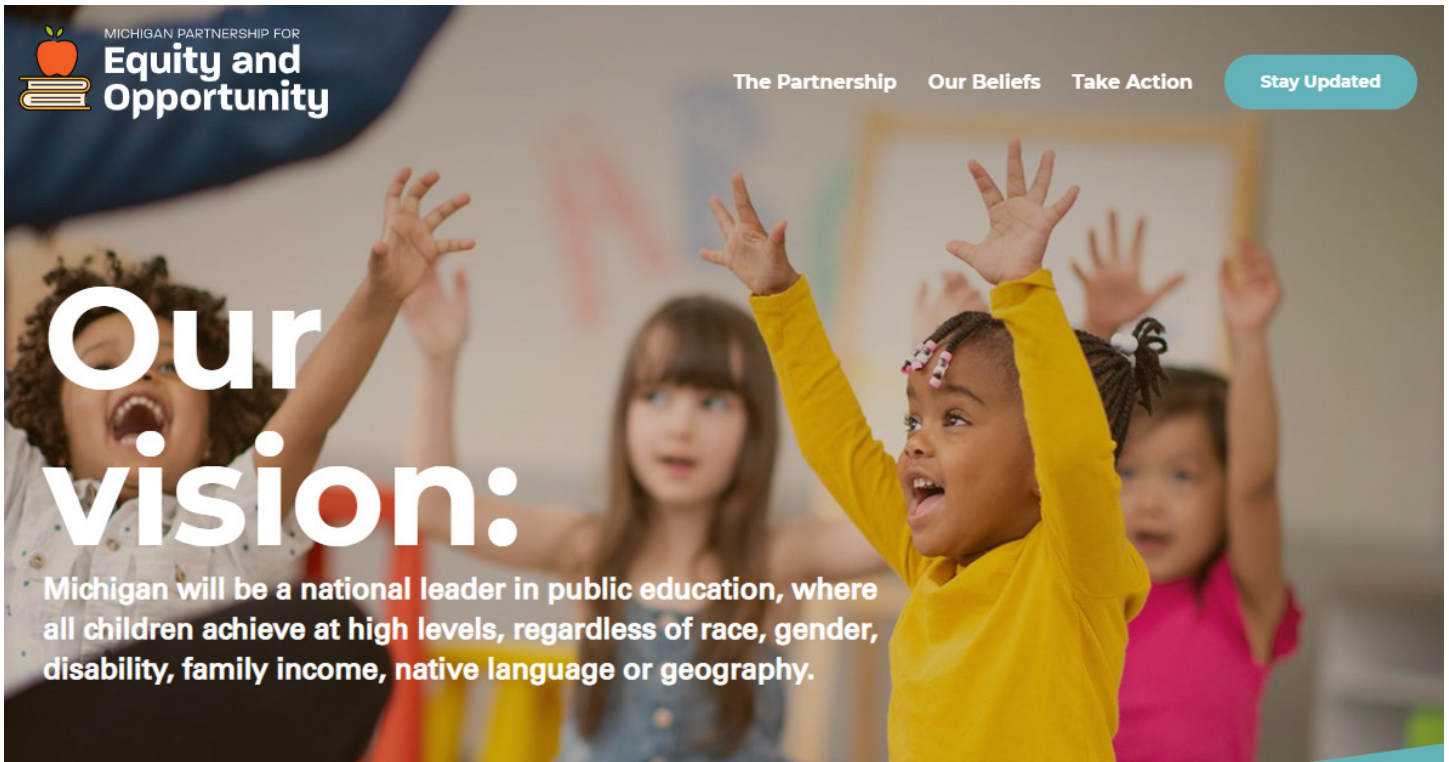 MICHIGAN PARTNERSHIP FOR
Equity and
Opportunity
The Partnership Our Beliefs Take Action Stay Updated
Our
vision:
Michigan will be a national leader in public education, where
all children achieve at high levels, regardless of race, gender,
disability, family income, native language or geography.